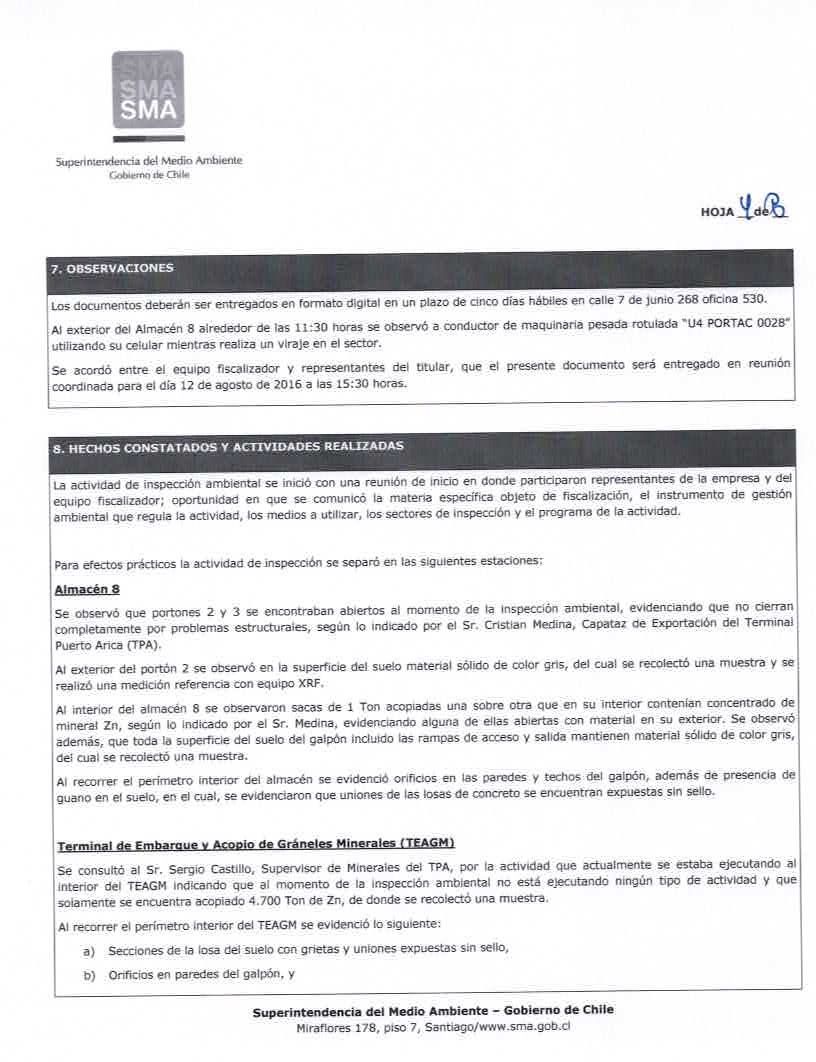 SMA
SMA
SMA
Superintendencia del Medio Ambiente
Gobierno de Chile
HOJA 4 de
7. OBSERVACIONES
Los documentos deberán ser entregados en formato digital en un plazo de cinco días hábiles en calle 7 de junio 268 oficina 530.
Al exterior del Almacén 8 alrededor de las 11:30 horas se observó a conductor de maquinaria pesada rotulada "U4 PORTAC 0028"
utilizando su celular mientras realiza un viraje en el sector.
Se acordó entre el equipo fiscalizador y representantes del titular, que el presente documento será entregado en reunión
coordinada para el día 12 de agosto de 2016 a las 15:30 horas.
8. HECHOS CONSTATADOS Y ACTIVIDADES REALIZADAS
La actividad de inspección ambiental se inició con una reunión de inicio en donde participaron representantes de la empresa y del
equipo fiscalizador; oportunidad en que se comunicó la materia específica objeto de fiscalización, el instrumento de gestión
ambiental que regula la actividad, los medios a utilizar, los sectores de inspección y el programa de la actividad.
Para efectos prácticos la actividad de inspección se separó en las siguientes estaciones:
Almacén 8
Se observó que portones 2 y 3 se encontraban abiertos al momento de la inspección ambiental, evidenciando que no cierran
completamente por problemas estructurales, según lo indicado por el Sr. Cristian Medina, Capataz de Exportación del Terminal
Puerto Arica (TPA).
Al exterior del portón 2 se observó en la superficie del suelo material sólido de color gris, del cual se recolectó una muestra y se
realizó una medición referencia con equipo XRF.
Al interior del almacén 8 se observaron sacas de 1 Ton acopiadas una sobre otra que en su interior contenían concentrado de
mineral Zn, según lo indicado por el Sr. Medina, evidenciando alguna de ellas abiertas con material en su exterior. Se observó
además, que toda la superficie del suelo del galpón incluido las rampas de acceso y salida mantienen material sólido de color gris,
del cual se recolectó una muestra.
Al recorrer el perímetro interior del almacén se evidenció orificios en las paredes y techos del galpón, además de presencia de
guano en el suelo, en el cual, se evidenciaron que uniones de las losas de concreto se encuentran expuestas sin sello.
Terminal de Embarque y Acopio de Gráneles Minerales (TEAGM)
Se consultó al Sr. Sergio Castillo, Supervisor de Minerales del TPA, por la actividad que actualmente se estaba ejecutando al
interior del TEAGM indicando que al momento de la inspección ambiental no está ejecutando ningún tipo de actividad y que
solamente se encuentra acopiado 4.700 Ton de Zn, de donde se recolectó una muestra.
Al recorrer el perímetro interior del TEAGM se evidenció lo siguiente:
a) Secciones de la losa del suelo con grietas y uniones expuestas sin sello,
b) Orificios en paredes del galpón, y
Superintendencia del Medio Ambiente – Gobierno de Chile
Miraflores 178, piso 7, Santiago/www.sma.gob.cl